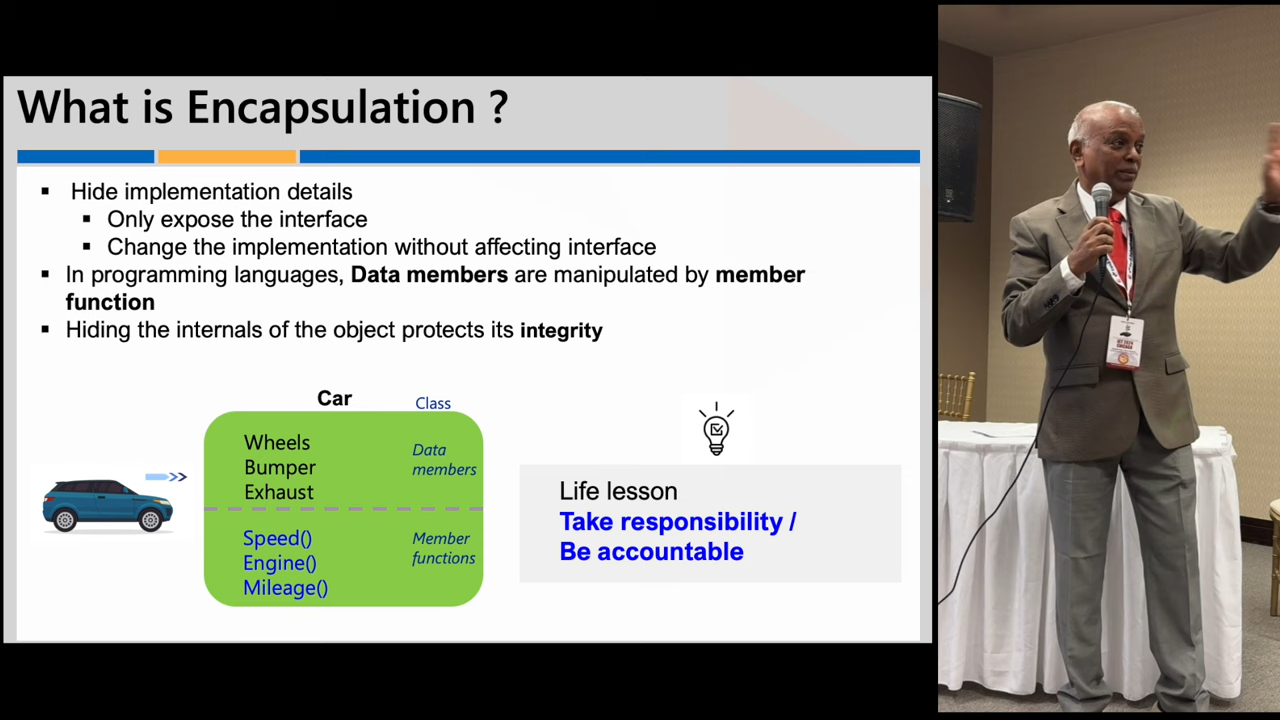 What is Encapsulation ?
Hide implementation details
Only expose the interface
Change the implementation without affecting interface
In programming languages, Data members are manipulated by member
function
Hiding the internals of the object protects its integrity
Car
Class
Wheels
Bumper
Exhaust
Data
members
Speed()
Engine()
Mileage()
Member
functions
Life lesson
Take responsibility /
Be accountable
CHICAGO